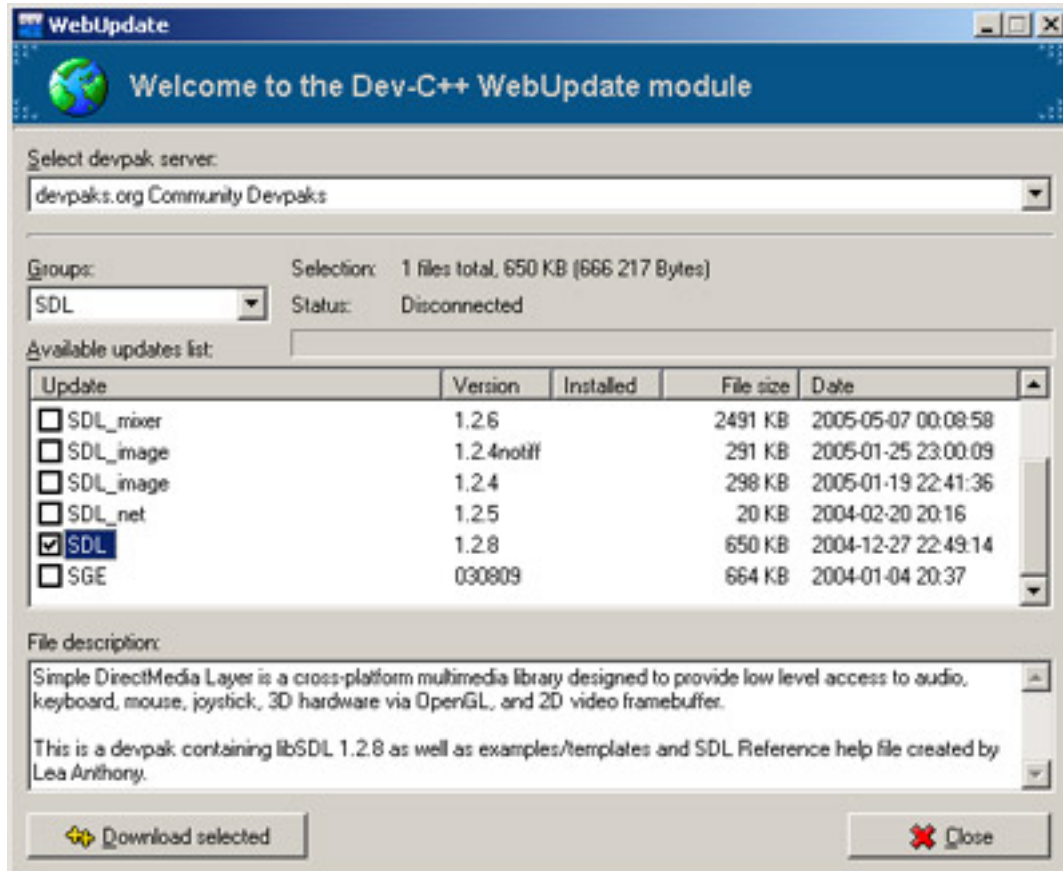 WebUpdate
Welcome to the Dev-C++ WebUpdate module
Select devpak server:
devpaks.org Community Devpaks
Groups: Selection: 1 files total, 650 KB (666 217 Bytes)
SDL Status: Disconnected
Available updates list:
Update Version Installed File size Date
SDL_mixer 1.2.6 2491 KB 2005-05-07 00:08:58
SDL_image 1.2.4notiff 291 KB 2005-01-25 23:00:09
SDL_image 1.2.4 298 KB 2005-01-19 22:41:36
SDL_net 1.2.5 20 KB 2004-02-20 20:16
SDL 1.2.8 650 KB 2004-12-27 22:49:14
SGE 030809 664 KB 2004-01-04 20:37
File description:
Simple DirectMedia Layer is a cross-platform multimedia library designed to provide low level access to audio,
keyboard, mouse, joystick, 3D hardware via OpenGL, and 2D video framebuffer.
This is a devpak containing libSDL 1.2.8 as well as examples/templates and SDL Reference help file created by
Lea Anthony.
Download selected Close